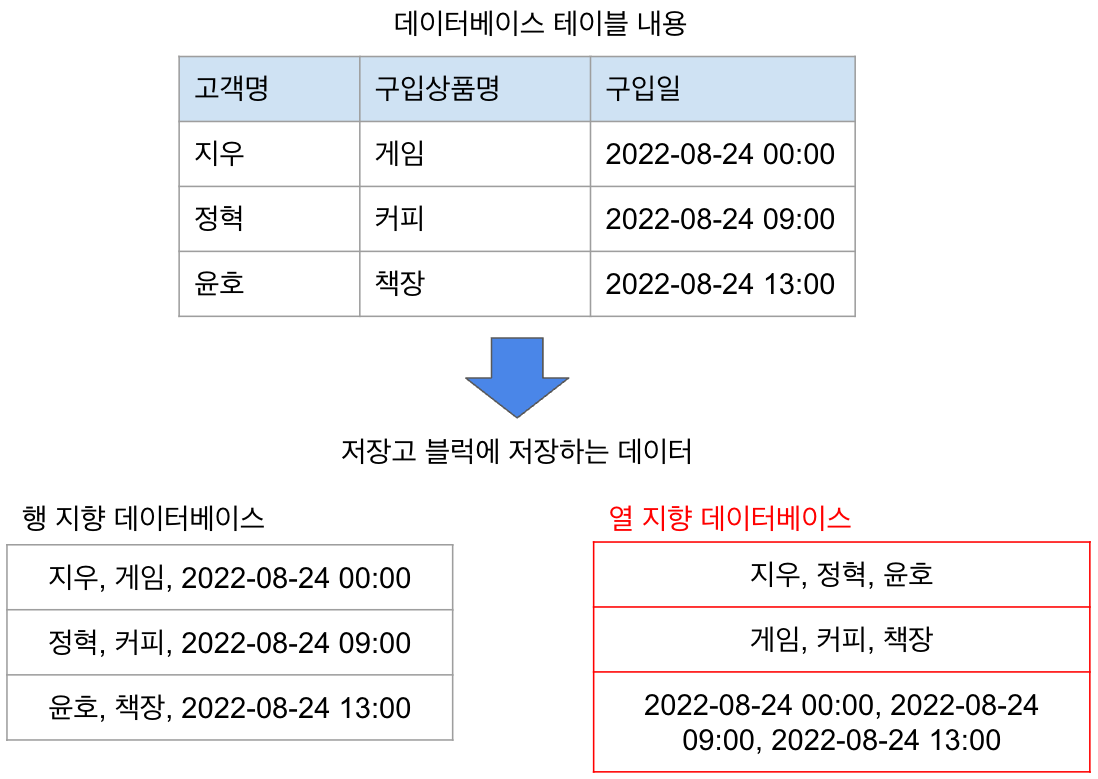 데이터베이스 테이블 내용
고객명 구입상품명 구입일
지우 게임 2022-08-24 00:00
정혁 커피 2022-08-24 09:00
윤호 책장 2022-08-24 13:00
저장고 블럭에 저장하는 데이터
행 지향 데이터베이스
지우, 게임, 2022-08-24 00:00
정혁, 커피, 2022-08-24 09:00
윤호, 책장, 2022-08-24 13:00
열 지향 데이터베이스
지우, 정혁, 윤호
게임, 커피, 책장
2022-08-24 00:00, 2022-08-24
09:00, 2022-08-24 13:00